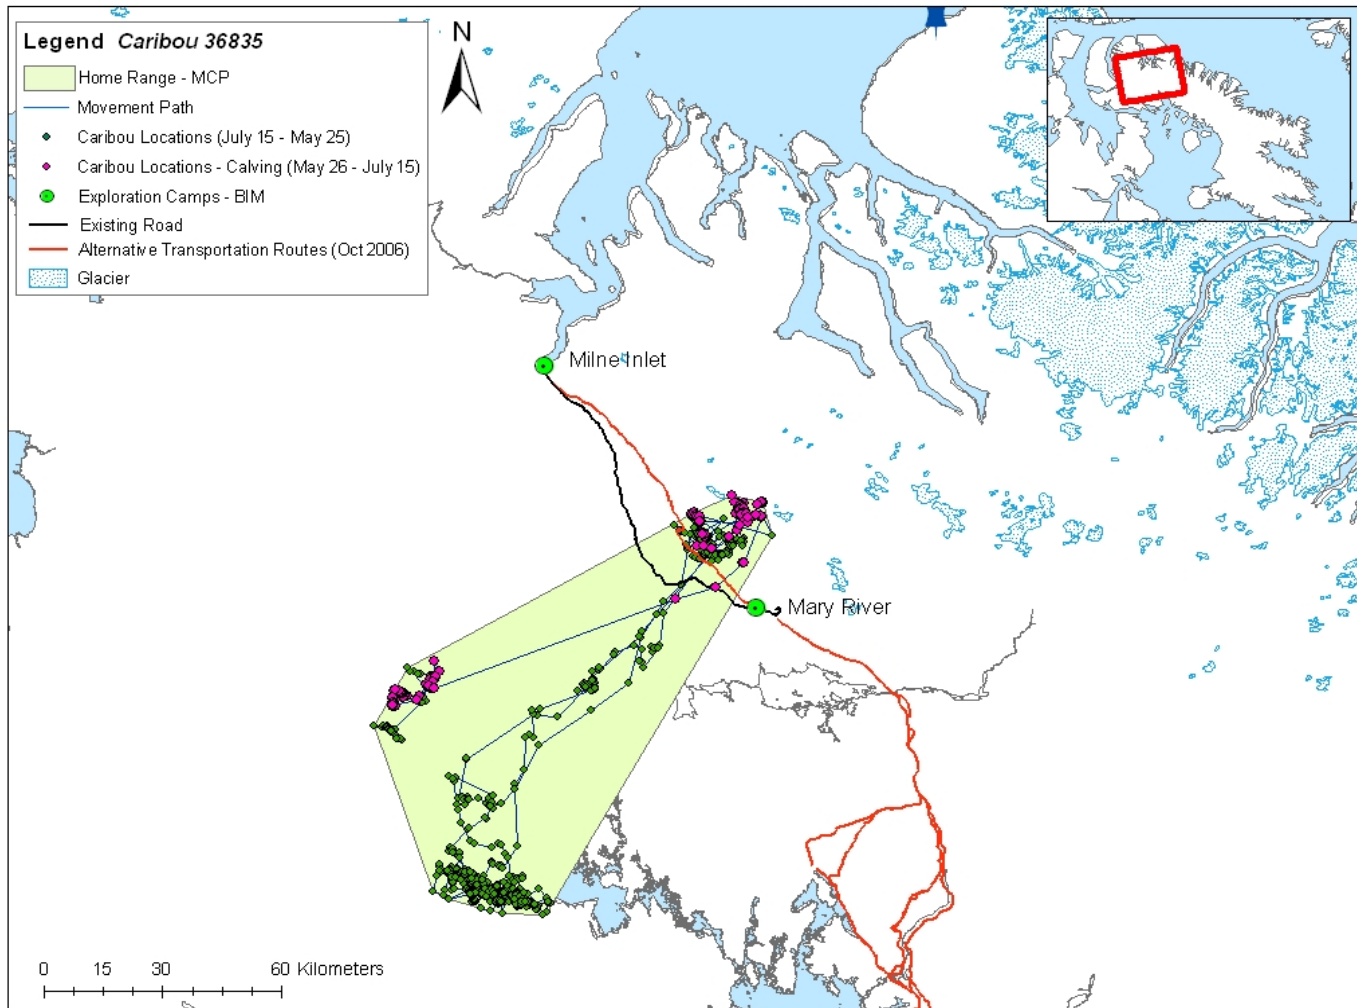 Legend Caribou 36835
Home Range - MCP
Movement Path
Caribou Locations (July 15 - May 25)
Caribou Locations - Calving (May 26 - July 15)
Exploration Camps - BIM
Existing Road
Alternative Transportation Routes (Oct 2006)
Glacier
N
Milne Inlet
Mary River
0 15 30 60 Kilometers